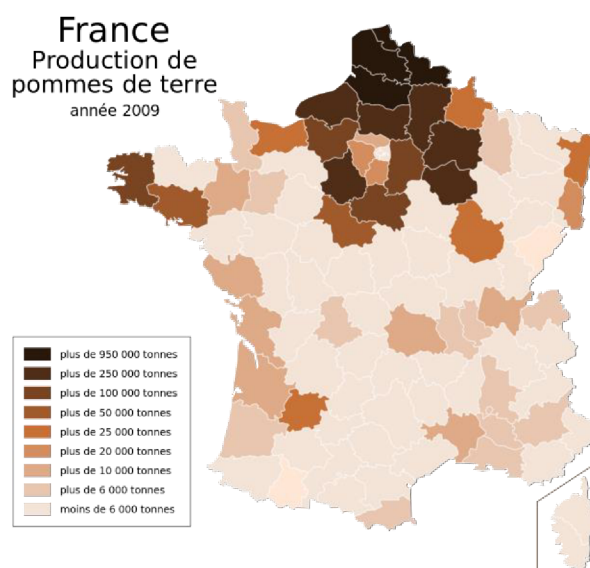 France
Production de
pommes de terre
année 2009
plus de 950 000 tonnes
plus de 250 000 tonnes
plus de 100 000 tonnes
plus de 50 000 tonnes
plus de 25 000 tonnes
plus de 20 000 tonnes
plus de 10 000 tonnes
plus de 6 000 tonnes
moins de 6 000 tonnes